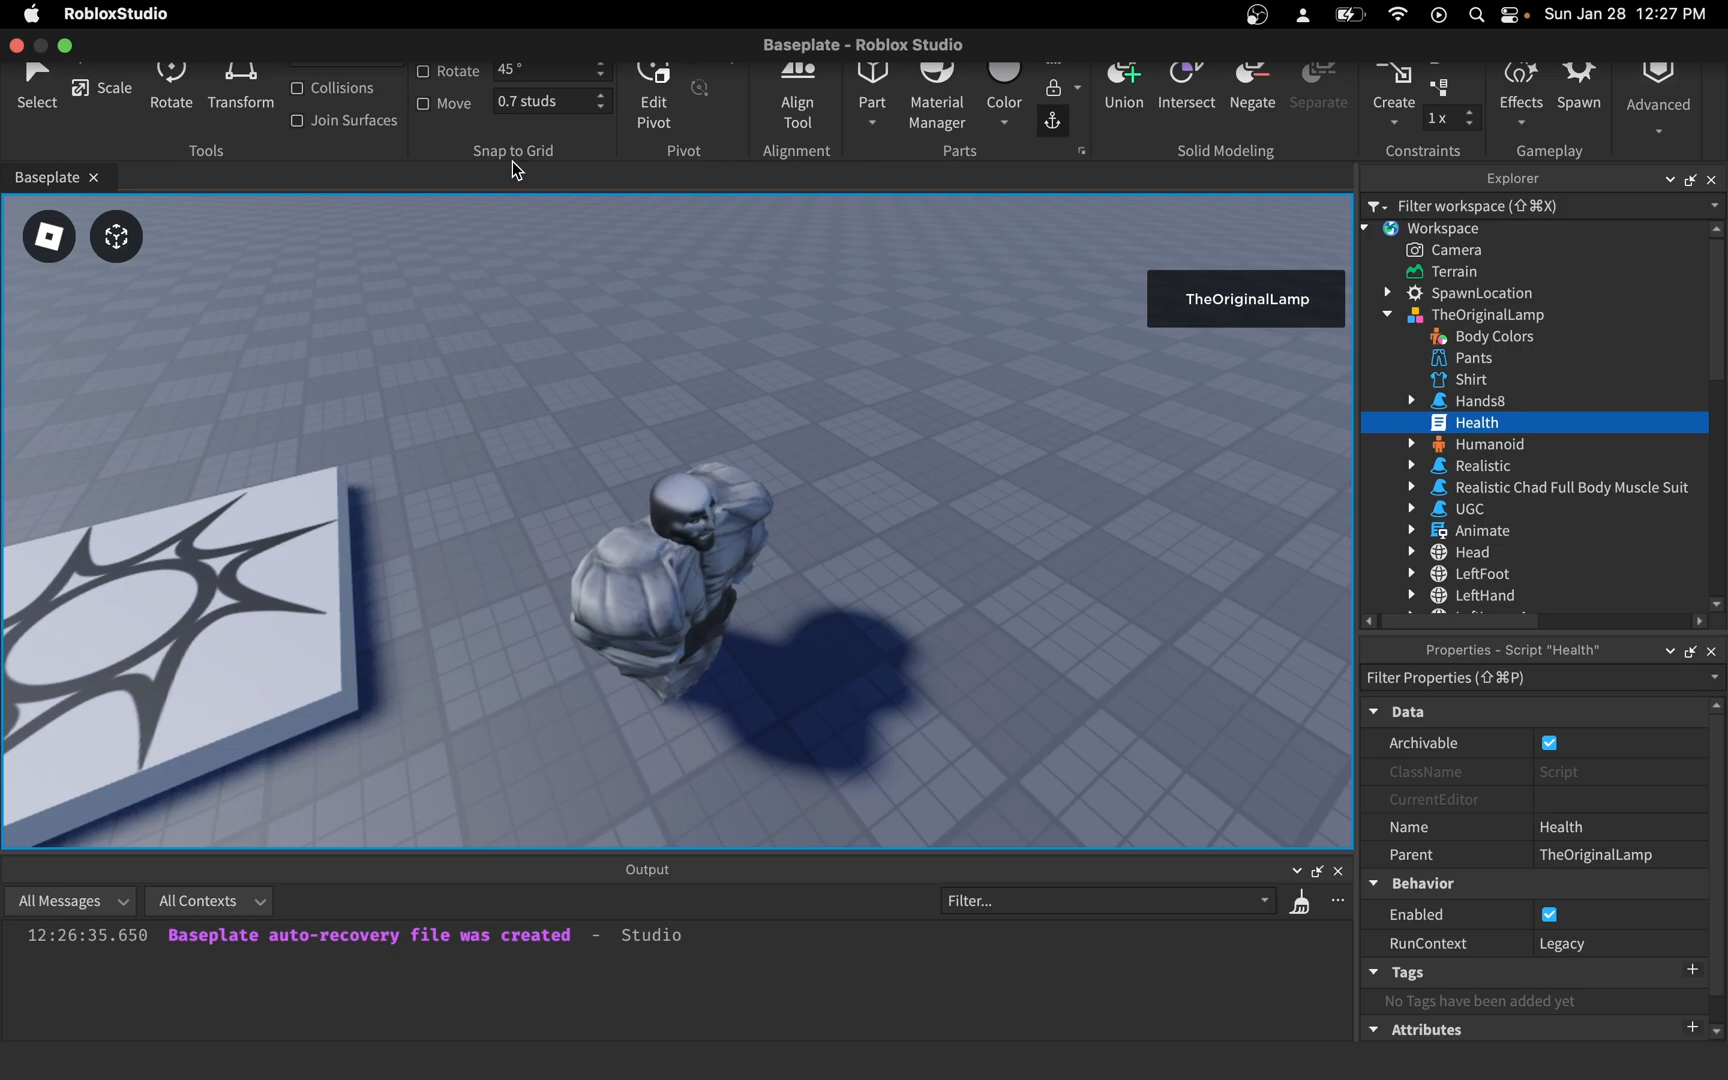 RobloxStudio
Sun Jan 28 12:27 PM
Baseplate - Roblox Studio
Select
Scale
Rotate
Transform
Collisions
Join Surfaces
Tools
Rotate 45 °
Move 0.7 studs
Snap to Grid
Edit
Pivot
Pivot
Align
Tool
Alignment
Part
Material
Manager
Color
Parts
Union
Intersect
Negate
Separate
Solid Modeling
Create
1 x
Constraints
Effects
Spawn
Gameplay
Advanced
Baseplate
TheOriginalLamp
Explorer
Filter workspace (⇧⌘X)
Workspace
Camera
Terrain
SpawnLocation
TheOriginalLamp
Body Colors
Pants
Shirt
Hands8
Health
Humanoid
Realistic
Realistic Chad Full Body Muscle Suit
UGC
Animate
Head
LeftFoot
LeftHand
Properties - Script "Health"
Filter Properties (⇧⌘P)
Data
Archivable
ClassName Script
CurrentEditor
Name Health
Parent TheOriginalLamp
Behavior
Enabled
RunContext Legacy
Tags
No Tags have been added yet
Attributes
Output
All Messages
All Contexts
Filter...
12:26:35.650 Baseplate auto-recovery file was created - Studio